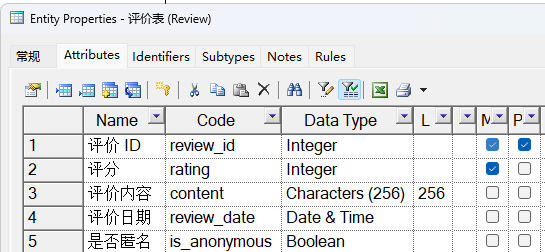 Entity Properties - 评价表 (Review)
常规 Attributes Identifiers Subtypes Notes Rules
Name Code Data Type L M P
1 评价 ID review_id Integer
2 评分 rating Integer
3 评价内容 content Characters (256) 256
4 评价日期 review_date Date & Time
5 是否匿名 is_anonymous Boolean